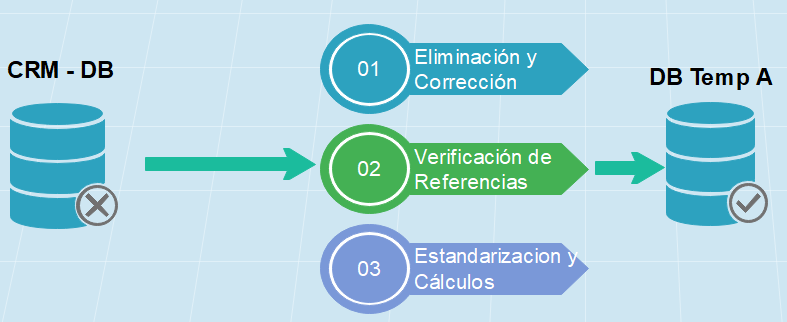 CRM - DB
01
Eliminación y
Corrección
02
Verificación de
Referencias
03
Estandarizacion y
Cálculos
DB Temp A